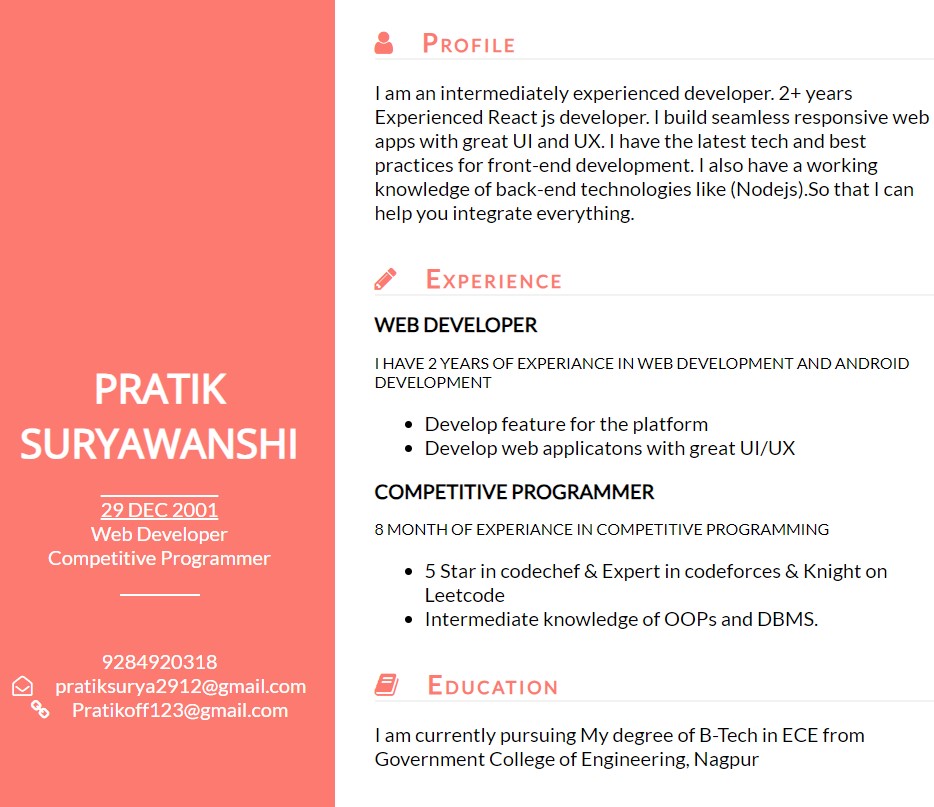 PRATIK
SURYAWANSHI
29 DEC 2001
Web Developer
Competitive Programmer
9284920318
pratiksurya2912@gmail.com
Pratikoff123@gmail.com
Profile
I am an intermediately experienced developer. 2+ years
Experienced React js developer. I build seamless responsive web
apps with great UI and UX. I have the latest tech and best
practices for front-end development. I also have a working
knowledge of back-end technologies like (Nodejs).So that I can
help you integrate everything.
Experience
WEB DEVELOPER
I HAVE 2 YEARS OF EXPERIANCE IN WEB DEVELOPMENT AND ANDROID
DEVELOPMENT
• Develop feature for the platform
• Develop web applicatons with great UI/UX
COMPETITIVE PROGRAMMER
8 MONTH OF EXPERIANCE IN COMPETITIVE PROGRAMMING
• 5 Star in codechef & Expert in codeforces & Knight on
Leetcode
• Intermediate knowledge of OOPs and DBMS.
Education
I am currently pursuing My degree of B-Tech in ECE from
Government College of Engineering, Nagpur